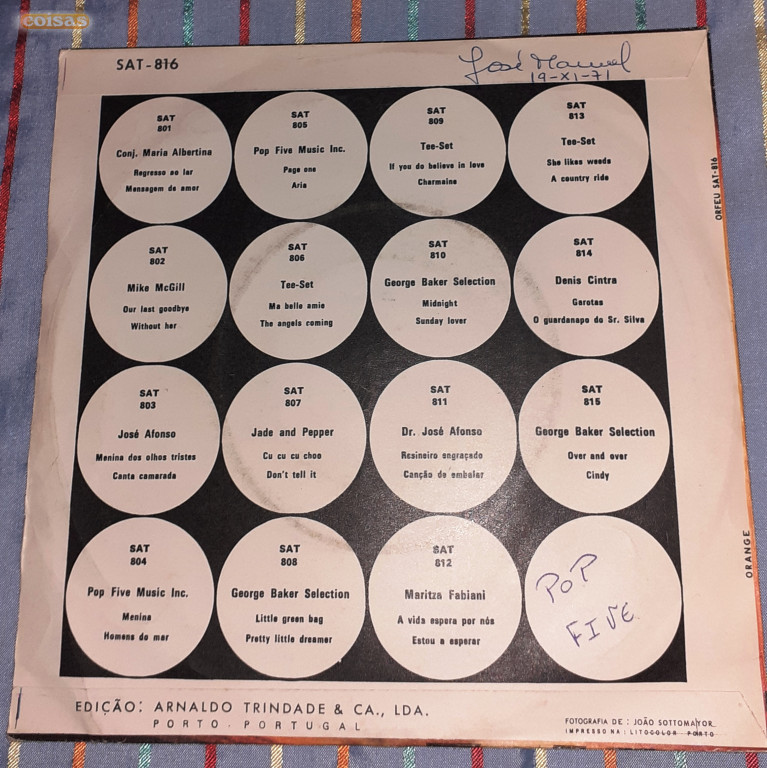 coisas
SAT-816
José Manuel
19-XI-71
SAT
801
Conj. Maria Albertina
Regresso ao lar
Mensagem de amor
SAT
805
Pop Five Music Inc.
Page one
Aria
SAT
809
Tee-Set
If you do believe in love
Charmaine
SAT
813
Tee-Set
She likes weeds
A country ride
SAT
802
Mike McGill
Our last goodbye
Without her
SAT
806
Tee-Set
Ma belle amie
The angels coming
SAT
810
George Baker Selection
Midnight
Sunday lover
SAT
814
Denis Cintra
Garotas
O guardanapo do Sr. Silva
SAT
803
José Afonso
Menina dos olhos tristes
Canta camarada
SAT
807
Jade and Pepper
Cu cu cu choo
Don't tell it
SAT
811
Dr. José Afonso
Resineiro engraçado
Canção de embalar
SAT
815
George Baker Selection
Over and over
Cindy
SAT
804
Pop Five Music Inc.
Menina
Homens do mar
SAT
808
George Baker Selection
Little green bag
Pretty little dreamer
SAT
812
Maritza Fabiani
A vida espera por nós
Estou a esperar
POP
FIVE
ORFEU SAT-816
ORANGE
EDIÇÃO: ARNALDO TRINDADE & CA., LDA.
PORTO - PORTUGAL
FOTOGRAFIA DE : JOÃO SOTTOMAYOR
IMPRESSO NA : LITOCOLOR PORTO